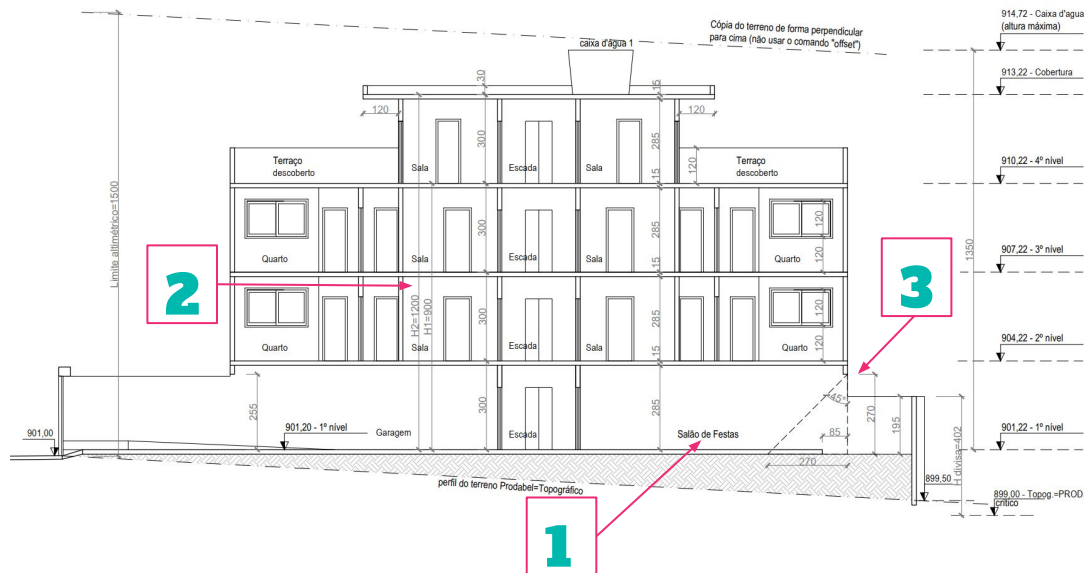 Cópia do terreno de forma perpendicular
para cima (não usar o comando "offset")
caixa d'água 1
914,72 - Caixa d'agua
(altura máxima)
913,22 - Cobertura
30
15
120
120
300
285
Terraço
descoberto
Sala
Escada
Sala
120
Terraço
descoberto
15
910,22 - 4º nível
Limite altimétrico=1500
1350
300
285
120
120
Quarto
Sala
Escada
Sala
Quarto
15
907,22 - 3º nível
2
3
H2=1200
H1=900
300
285
120
120
Quarto
Sala
Escada
Sala
Quarto
15
904,22 - 2º nível
45°
255
300
285
270
195
85
H divisa=402
901,00
901,20 - 1º nível
Garagem
Escada
Salão de Festas
901,22 - 1º nível
270
perfil do terreno Prodabel=Topográfico
899,50
899,00 - Topog.=PROD
crítico
1